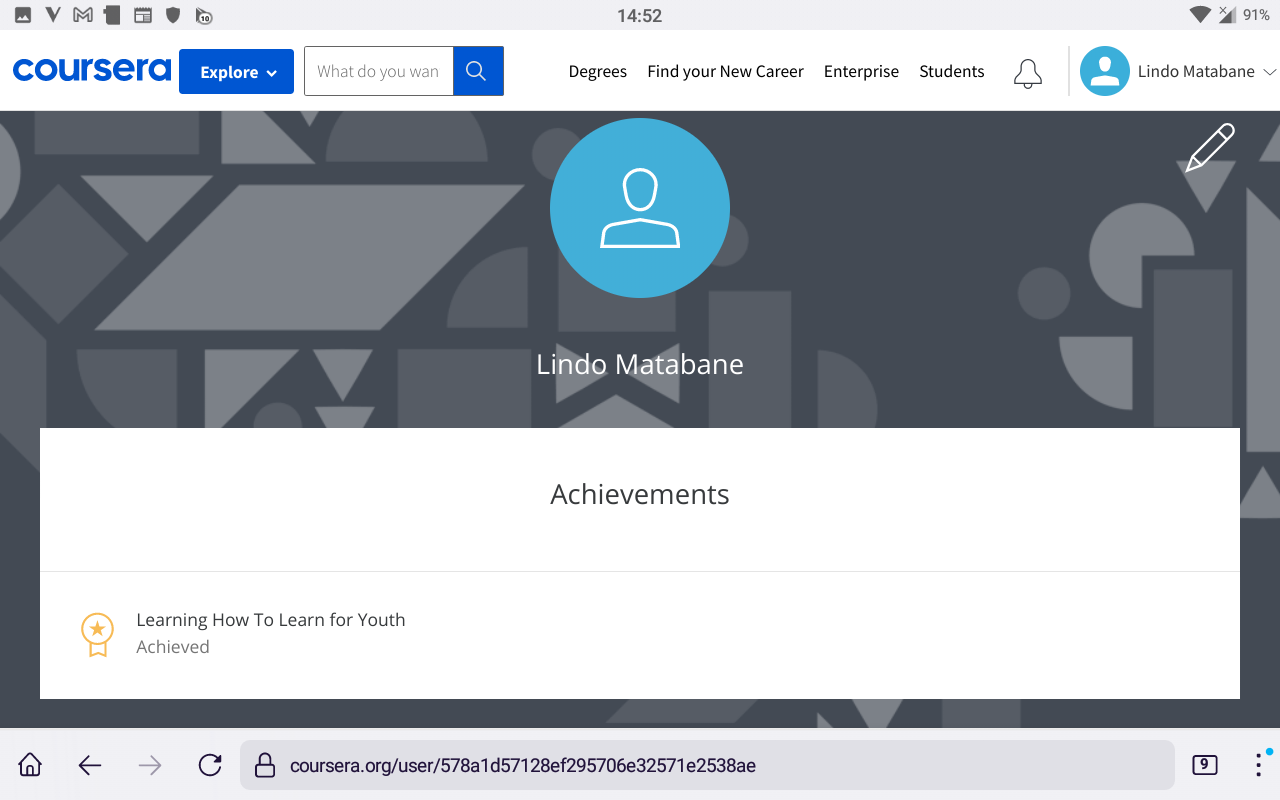 10 14:52 91%
coursera Explore What do you wan Degrees Find your New Career Enterprise Students Lindo Matabane
Lindo Matabane
Achievements
Learning How To Learn for Youth
Achieved
coursera.org/user/578a1d57128ef295706e32571e2538ae 9